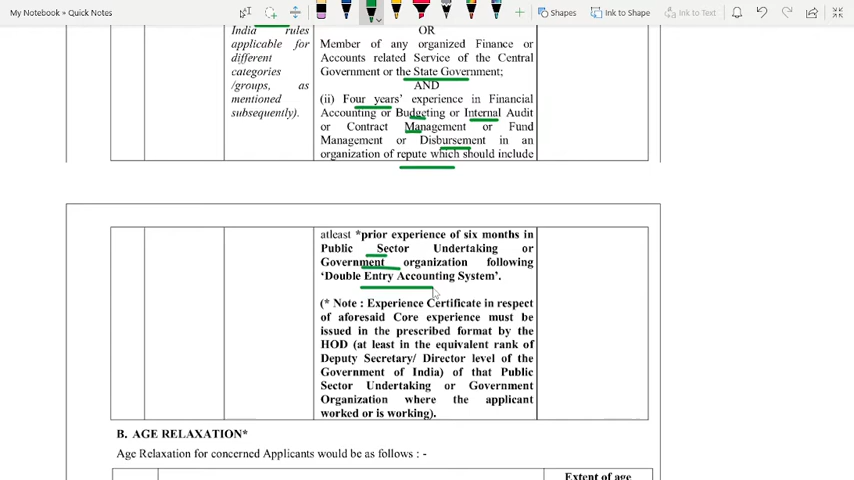 My Notebook » Quick Notes
Shapes
Ink to Shape
Ink to Text
India rules
applicable for
different
categories
/groups, as
mentioned
subsequently).
OR
Member of any organized Finance or
Accounts related Service of the Central
Government or the State Government;
AND
(ii) Four years' experience in Financial
Accounting or Budgeting or Internal Audit
or Contract Management or Fund
Management or Disbursement in an
organization of repute which should include
atleast *prior experience of six months in
Public Sector Undertaking or
Government organization following
'Double Entry Accounting System'.
(* Note : Experience Certificate in respect
of aforesaid Core experience must be
issued in the prescribed format by the
HOD (at least in the equivalent rank of
Deputy Secretary/ Director level of the
Government of India) of that Public
Sector Undertaking or Government
Organization where the applicant
worked or is working).
B. AGE RELAXATION*
Age Relaxation for concerned Applicants would be as follows : -
Extent of age